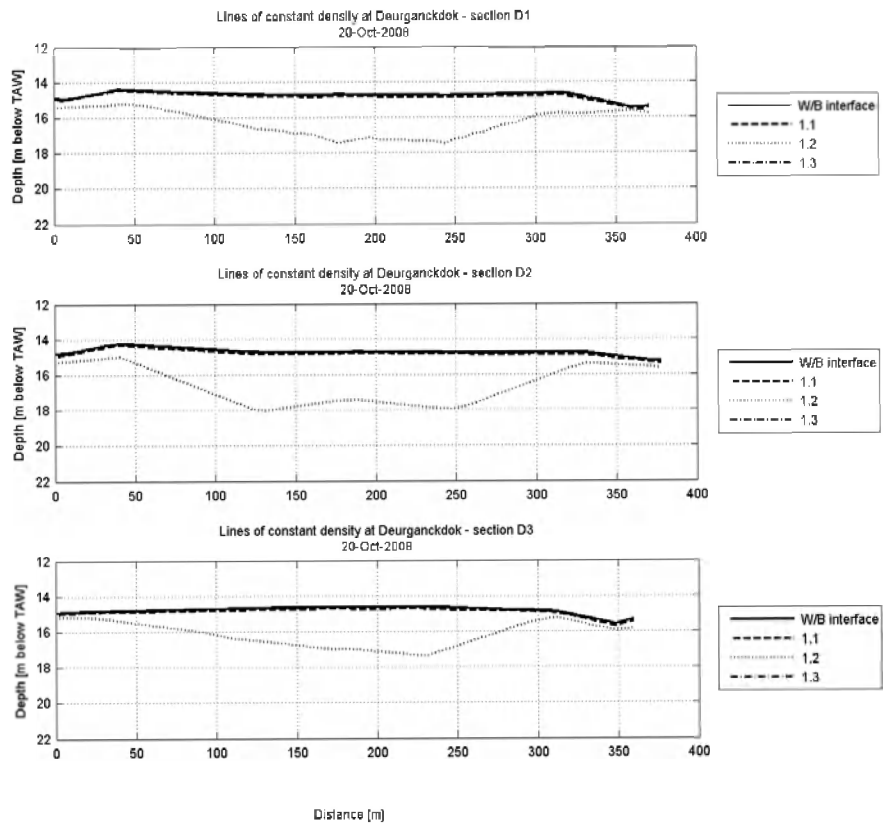 Lines of constant density at Deurganckdok - section D1
20-Oct-2008
Depth [m below TAW]
12
14
16
18
20
22
0 50 100 150 200 250 300 350 400
W/B interface
1.1
1.2
1.3
Lines of constant density at Deurganckdok - section D2
20-Oct-2008
Depth [m below TAW]
12
14
16
18
20
22
0 50 100 150 200 250 300 350 400
W/B interface
1.1
1.2
1.3
Lines of constant density at Deurganckdok - section D3
20-Oct-2008
Depth [m below TAW]
12
14
16
18
20
22
0 50 100 150 200 250 300 350 400
W/B interface
1.1
1.2
1.3
Distance [m]